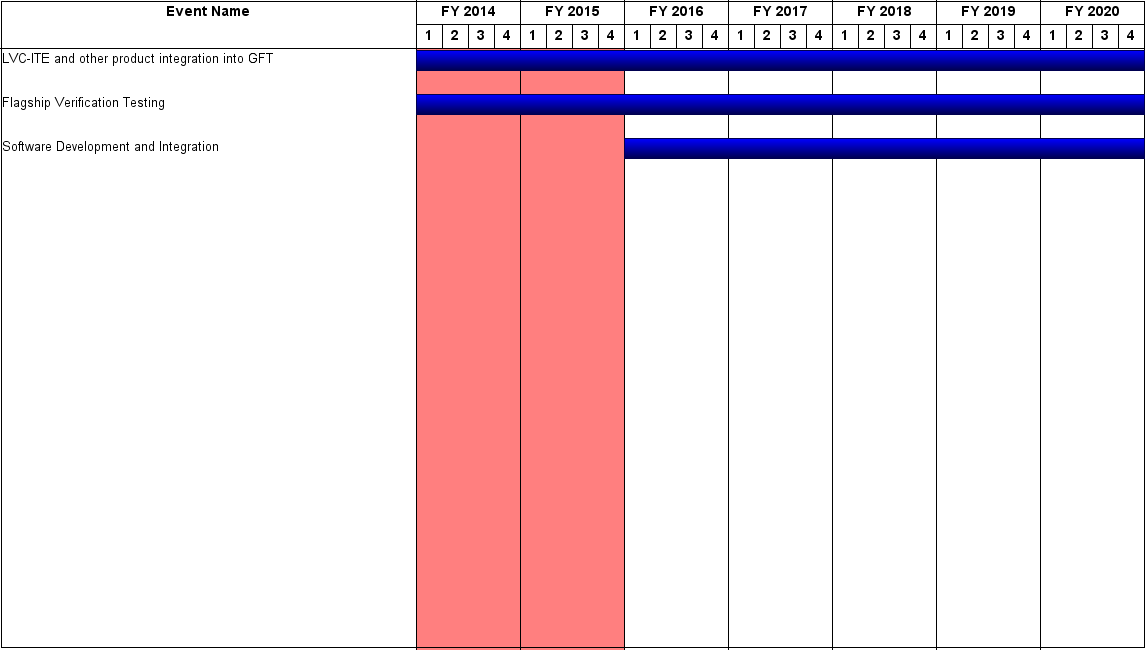 Event Name FY 2014 FY 2015 FY 2016 FY 2017 FY 2018 FY 2019 FY 2020
1 2 3 4 1 2 3 4 1 2 3 4 1 2 3 4 1 2 3 4 1 2 3 4 1 2 3 4
LVC-ITE and other product integration into GFT
Flagship Verification Testing
Software Development and Integration